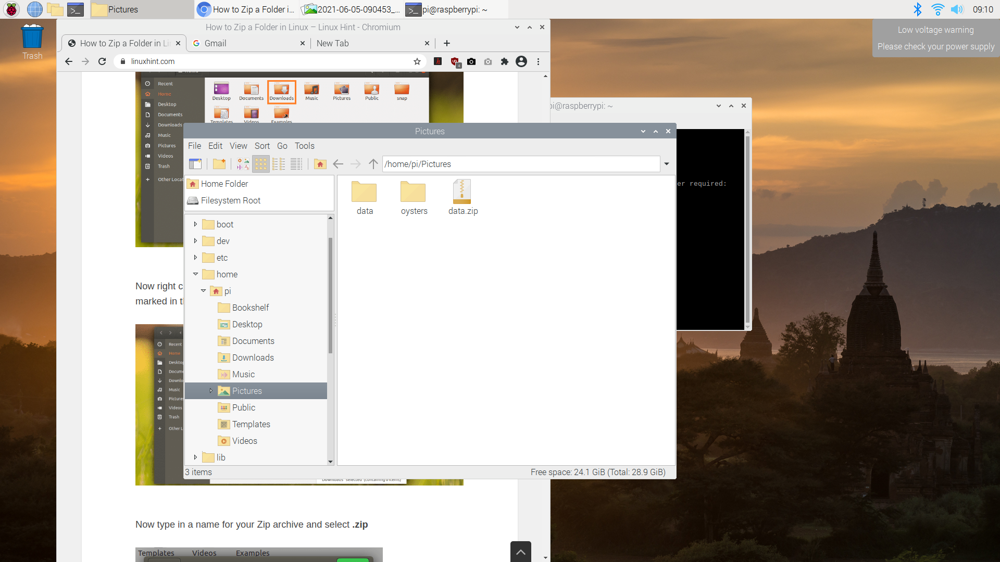 Pictures
How to Zip a Folder i...
2021-06-05-090453_...
pi@raspberrypi: ~
09:10
Low voltage warning
Please check your power supply
Trash
How to Zip a Folder in Linux – Linux Hint - Chromium
How to Zip a Folder in Li
Gmail
New Tab
linuxhint.com
4
Recent
Home
Desktop
Documents
Downloads
Music
Pictures
Videos
Trash
Other Locat
Desktop
Documents
Downloads
Music
Pictures
Public
snap
Templates
Videos
Examples
pi@raspberrypi: ~
er required:
Pictures
File
Edit
View
Sort
Go
Tools
/home/pi/Pictures
Home Folder
Filesystem Root
boot
dev
etc
home
pi
Bookshelf
Desktop
Documents
Downloads
Music
Pictures
Public
Templates
Videos
lib
data
oysters
data.zip
3 items
Free space: 24.1 GiB (Total: 28.9 GiB)
Now right c
marked in t
Recent
Home
Desktop
Docume
Downlo
Music
Pictures
Videos
Trash
Other L
Now type in a name for your Zip archive and select .zip
Templates
Videos
Examples